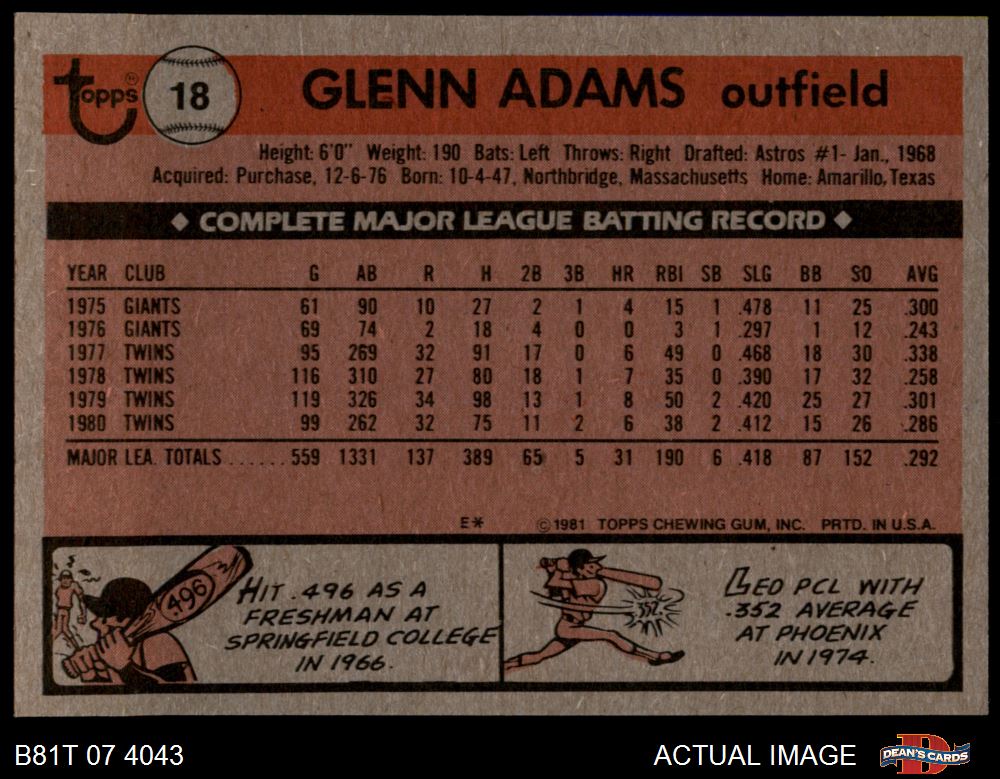 topps ® 18 GLENN ADAMS outfield
Height: 6'0" Weight: 190 Bats: Left Throws: Right Drafted: Astros #1- Jan., 1968
Acquired: Purchase, 12-6-76 Born: 10-4-47, Northbridge, Massachusetts Home: Amarillo, Texas
◆ COMPLETE MAJOR LEAGUE BATTING RECORD ◆
YEAR CLUB G AB R H 2B 3B HR RBI SB SLG BB SO AVG
1975 GIANTS 61 90 10 27 2 1 4 15 1 .478 11 25 .300
1976 GIANTS 69 74 2 18 4 0 0 3 1 .297 1 12 .243
1977 TWINS 95 269 32 91 17 0 6 49 0 .468 18 30 .338
1978 TWINS 116 310 27 80 18 1 7 35 0 .390 17 32 .258
1979 TWINS 119 326 34 98 13 1 8 50 2 .420 25 27 .301
1980 TWINS 99 262 32 75 11 2 6 38 2 .412 15 26 .286
MAJOR LEA. TOTALS ...... 559 1331 137 389 65 5 31 190 6 .418 87 152 .292
E* © 1981 TOPPS CHEWING GUM, INC. PRTD. IN U.S.A.
496
HIT .496 AS A
FRESHMAN AT
SPRINGFIELD COLLEGE
IN 1966.
.352
LED PCL WITH
.352 AVERAGE
AT PHOENIX
IN 1974.
B81T 07 4043 ACTUAL IMAGE DEAN'S CARDS